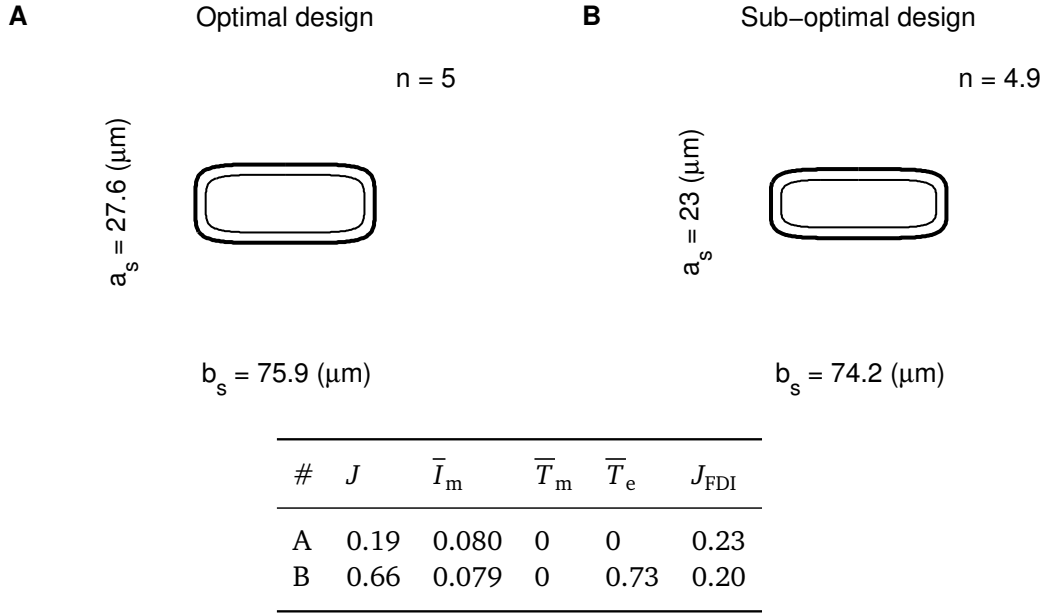 A Optimal design
n = 5
a_s = 27.6 (μm)
b_s = 75.9 (μm)
B Sub−optimal design
n = 4.9
a_s = 23 (μm)
b_s = 74.2 (μm)
# J I̅_m T̅_m T̅_e J_FDI
A 0.19 0.080 0 0 0.23
B 0.66 0.079 0 0.73 0.20